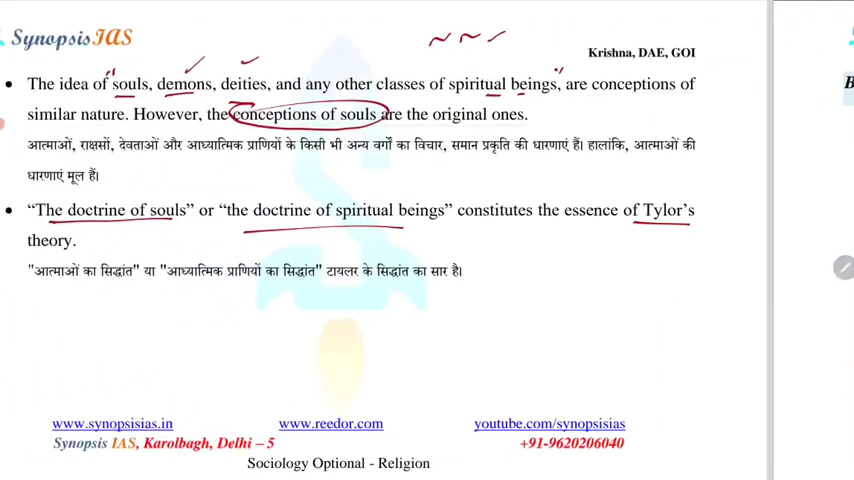 Synopsis IAS
Krishna, DAE, GOI
• The idea of souls, demons, deities, and any other classes of spiritual beings, are conceptions of
similar nature. However, the conceptions of souls are the original ones.
आत्माओं, राक्षसों, देवताओं और आध्यात्मिक प्राणियों के किसी भी अन्य वर्गों का विचार, समान प्रकृति की धारणाएं हैं। हालांकि, आत्माओं की
धारणाएं मूल हैं।
• “The doctrine of souls” or “the doctrine of spiritual beings” constitutes the essence of Tylor’s
theory.
"आत्माओं का सिद्धांत" या "आध्यात्मिक प्राणियों का सिद्धांत" टायलर के सिद्धांत का सार है।
www.synopsisias.in www.reedor.com youtube.com/synopsisias
Synopsis IAS, Karolbagh, Delhi – 5 +91-9620206040
Sociology Optional - Religion